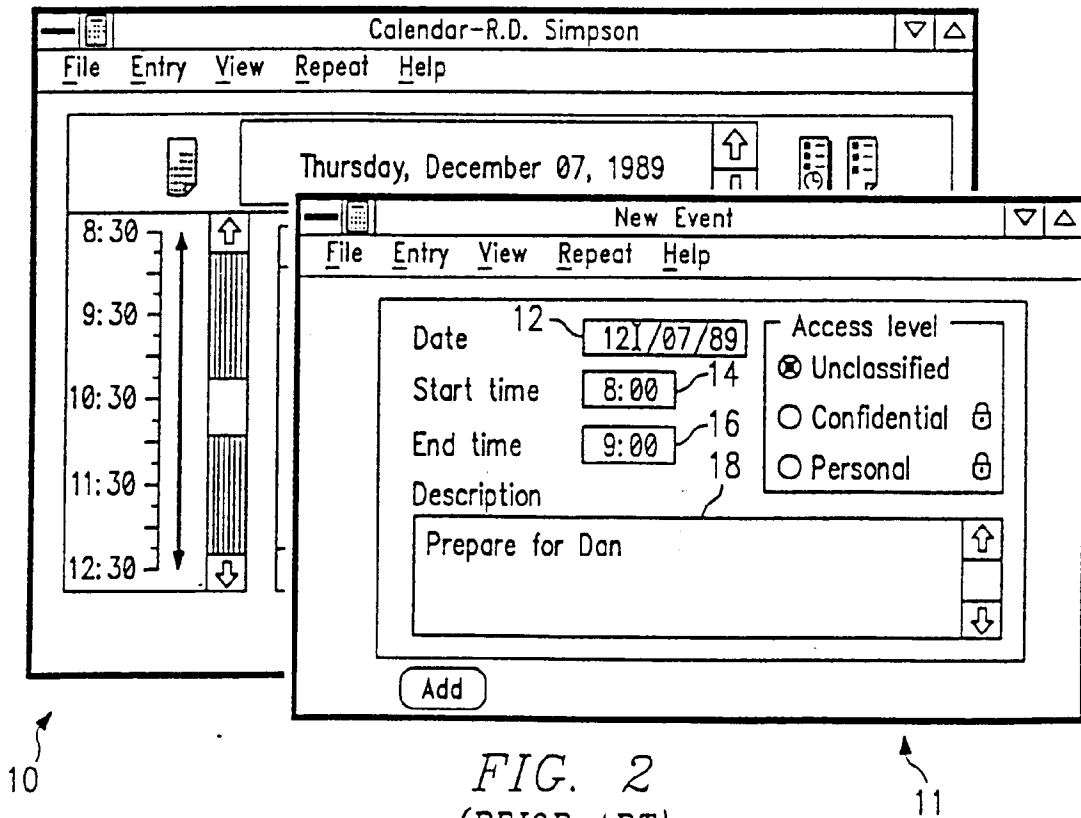 Calendar-R.D. Simpson
File Entry View Repeat Help
Thursday, December 07, 1989
8:30
9:30
10:30
11:30
12:30
New Event
File Entry View Repeat Help
Date 12 12/07/89
Start time 8:00 14
End time 9:00 16
Access level
Unclassified
Confidential
Personal
Description 18
Prepare for Dan
Add
10
11
FIG. 2
(PRIOR ART)